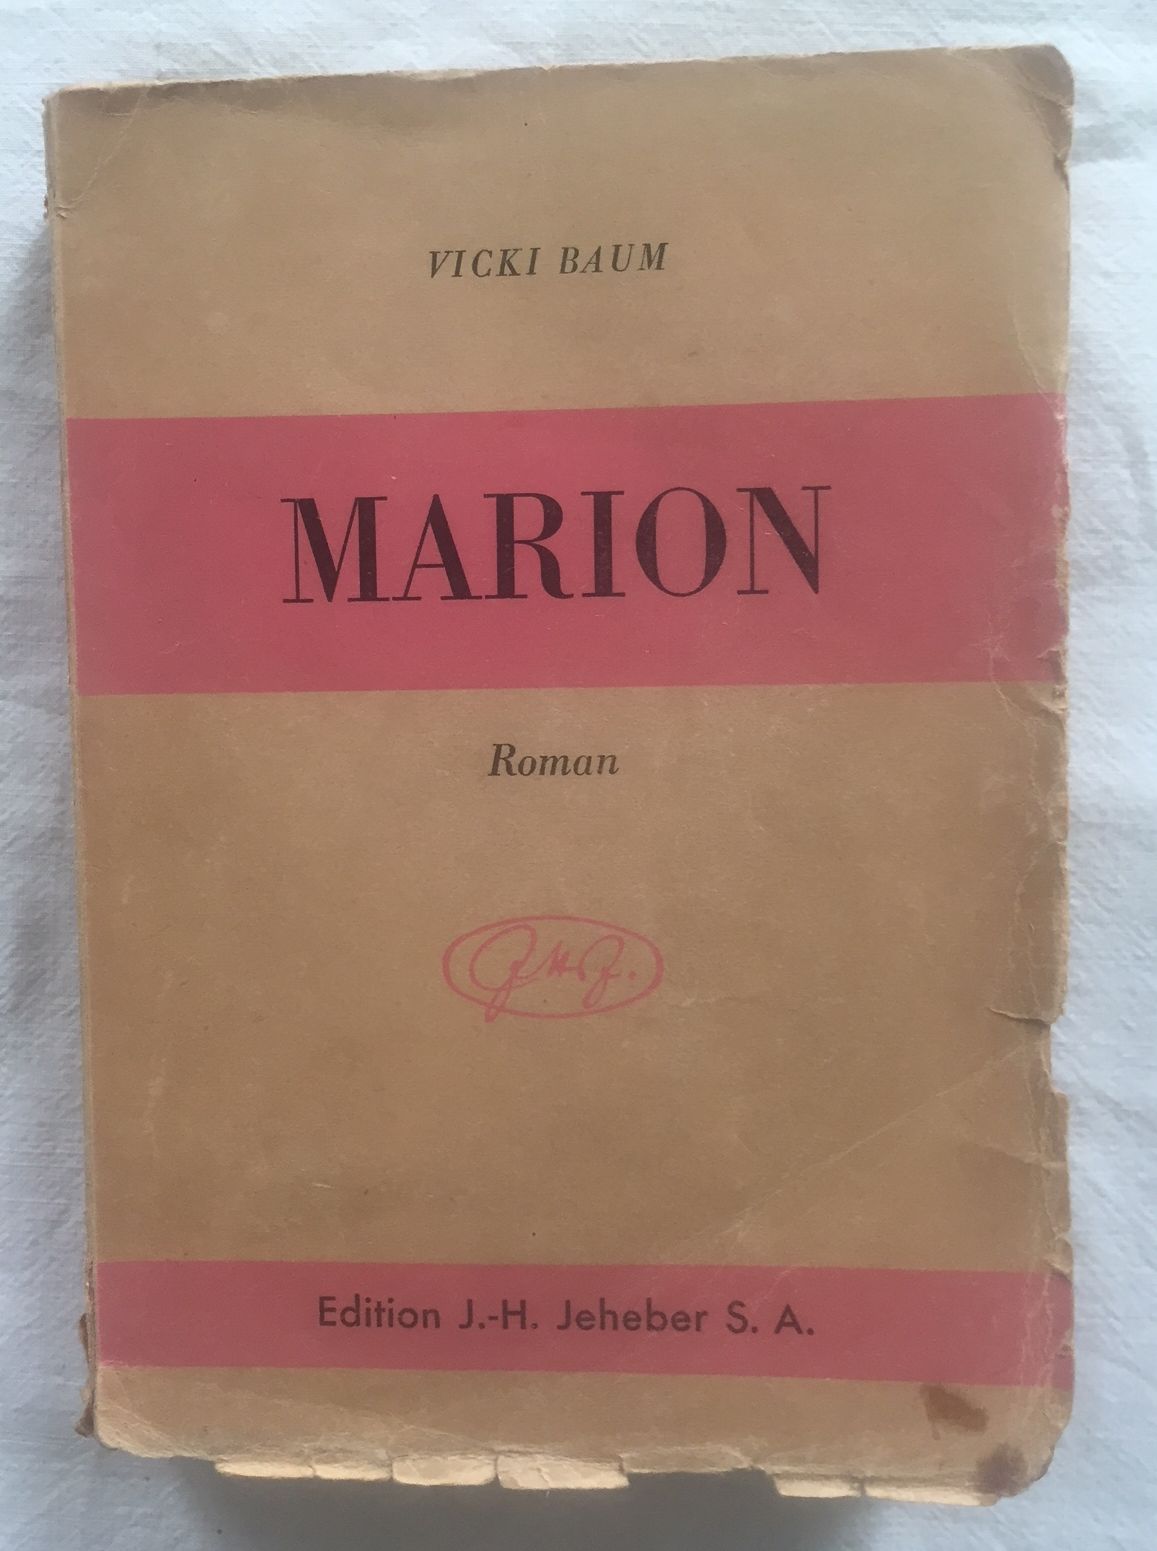 VICKI BAUM
MARION
Roman
J.H.J.
Edition J.-H. Jeheber S. A.